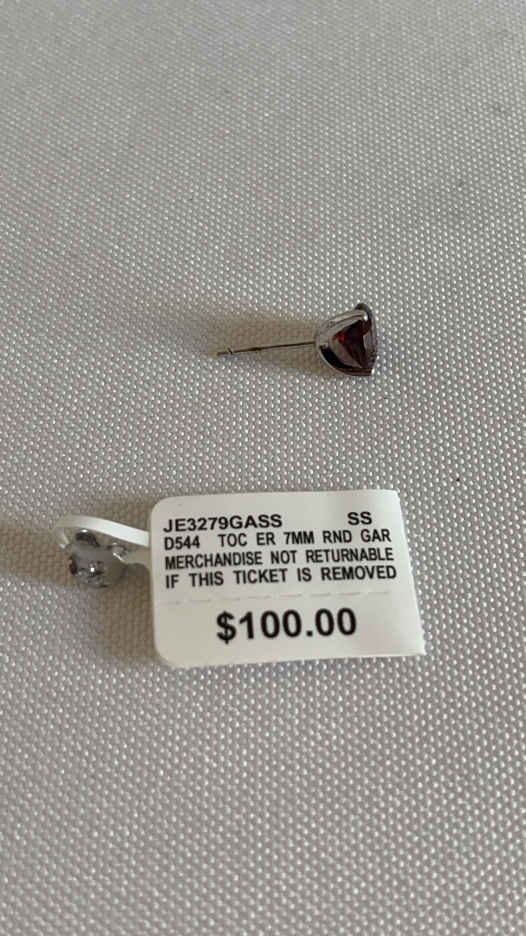 JE3279GASS SS
D544 TOC ER 7MM RND GAR
MERCHANDISE NOT RETURNABLE
IF THIS TICKET IS REMOVED
$100.00